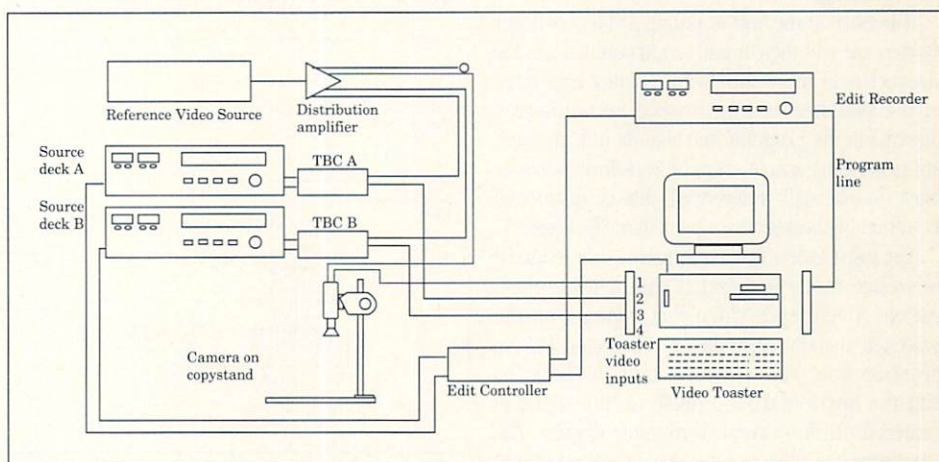 Reference Video Source
Distribution
amplifier
Edit Recorder
Source
deck A
TBC A
Program
line
Source
deck B
TBC B
1
2
3
4
Camera on
copystand
Edit Controller
Toaster
video
inputs
Video Toaster